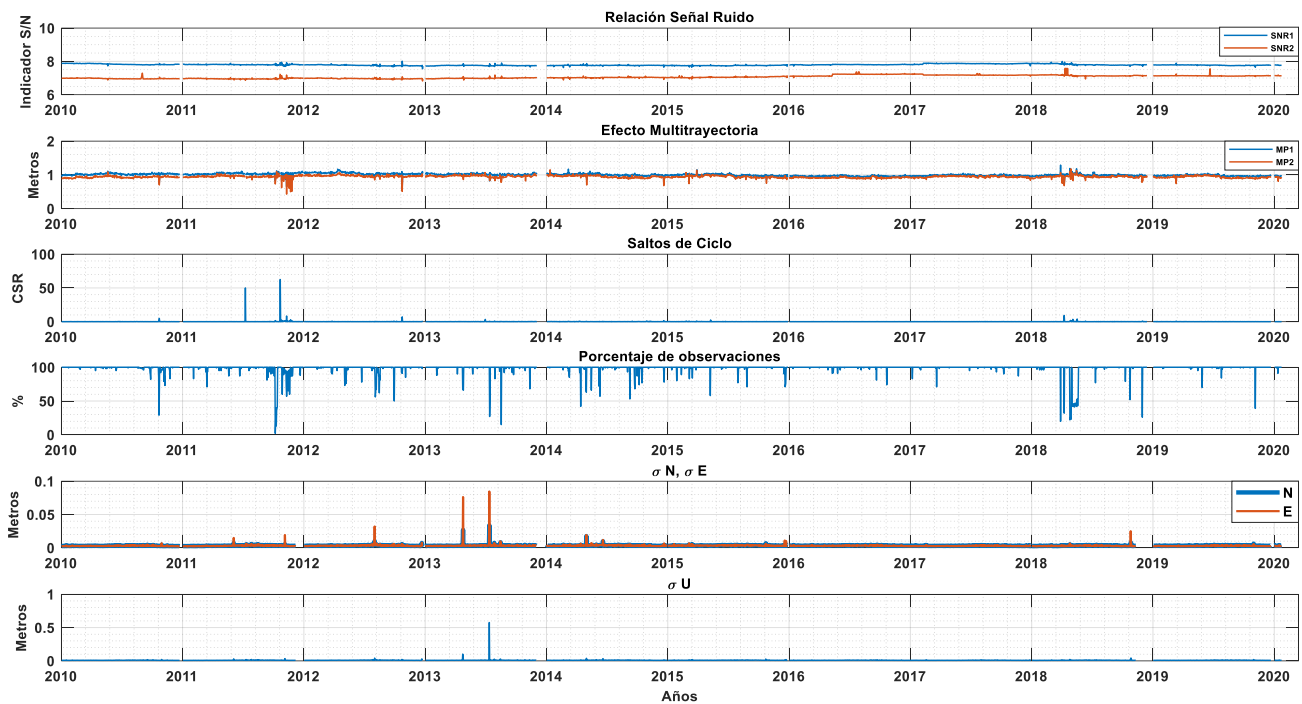 Relación Señal Ruido
Indicador S/N
10
8
6
SNR1
SNR2
2010 2011 2012 2013 2014 2015 2016 2017 2018 2019 2020
Efecto Multitrayectoria
Metros
2
1
0
MP1
MP2
2010 2011 2012 2013 2014 2015 2016 2017 2018 2019 2020
Saltos de Ciclo
CSR
100
50
0
2010 2011 2012 2013 2014 2015 2016 2017 2018 2019 2020
Porcentaje de observaciones
%
100
50
0
2010 2011 2012 2013 2014 2015 2016 2017 2018 2019 2020
σ N, σ E
Metros
0.1
0.05
0
N
E
2010 2011 2012 2013 2014 2015 2016 2017 2018 2019 2020
σ U
Metros
1
0.5
0
2010 2011 2012 2013 2014 2015 2016 2017 2018 2019 2020
Años